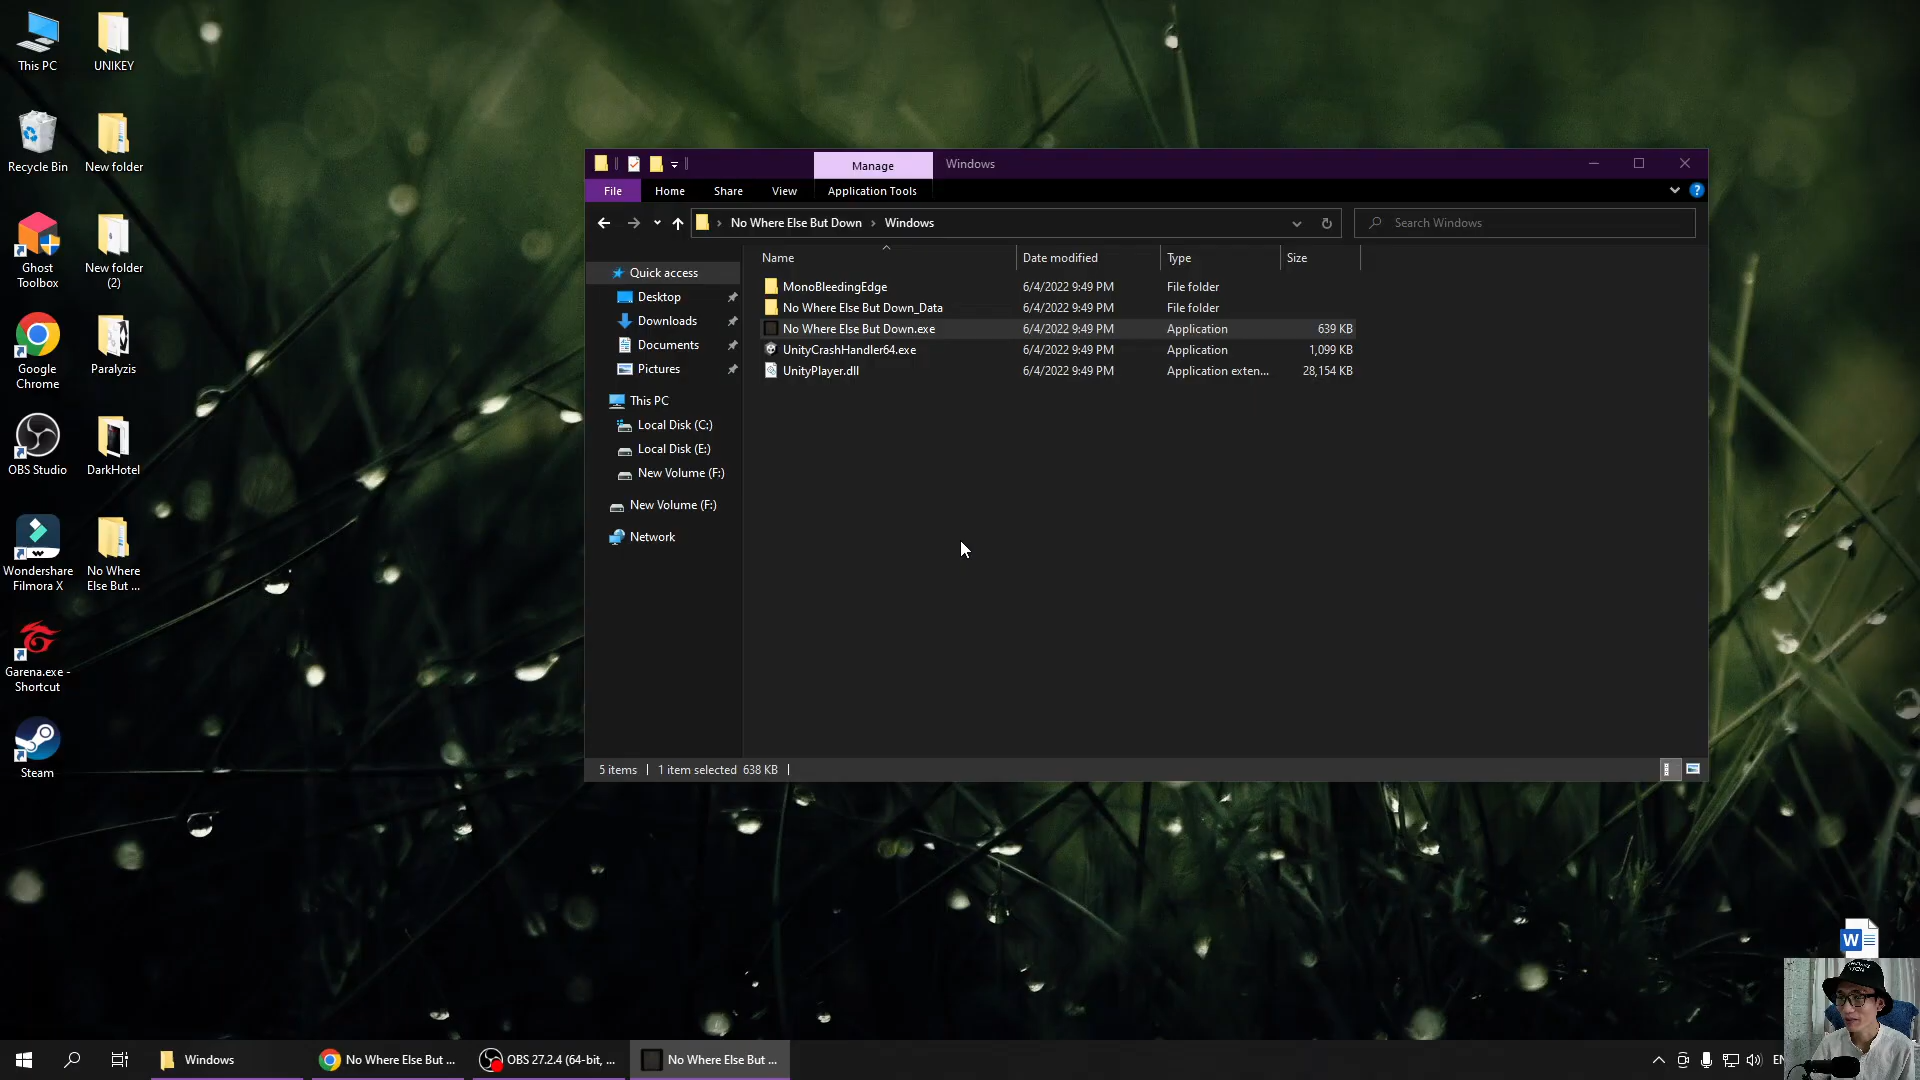 This PC
UNIKEY
Recycle Bin
New folder
Ghost
Toolbox
New folder
(2)
Google
Chrome
Paralyzis
OBS Studio
DarkHotel
Wondershare
Filmora X
No Where
Else But ...
Garena.exe -
Shortcut
Steam
Manage
Windows
File
Home
Share
View
Application Tools
No Where Else But Down
Windows
Search Windows
Name
Date modified
Type
Size
Quick access
Desktop
Downloads
Documents
Pictures
This PC
Local Disk (C:)
Local Disk (E:)
New Volume (F:)
New Volume (F:)
Network
MonoBleedingEdge 6/4/2022 9:49 PM File folder
No Where Else But Down_Data 6/4/2022 9:49 PM File folder
No Where Else But Down.exe 6/4/2022 9:49 PM Application 639 KB
UnityCrashHandler64.exe 6/4/2022 9:49 PM Application 1,099 KB
UnityPlayer.dll 6/4/2022 9:49 PM Application exten... 28,154 KB
5 items
1 item selected 638 KB
W
Windows
No Where Else But ...
OBS 27.2.4 (64-bit, ...
No Where Else But ...